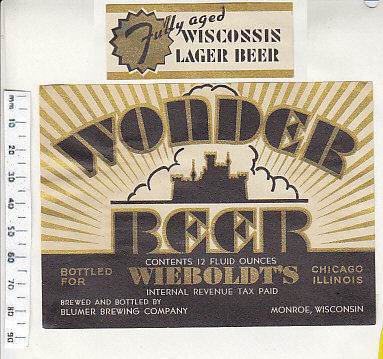 Fully aged
WISCONSIN
LAGER BEER
WONDER
BEER
CONTENTS 12 FLUID OUNCES
BOTTLED FOR WIEBOLDT'S CHICAGO ILLINOIS
INTERNAL REVENUE TAX PAID
BREWED AND BOTTLED BY
BLUMER BREWING COMPANY MONROE, WISCONSIN
mm 10 20 30 40 50 60 70 80 90